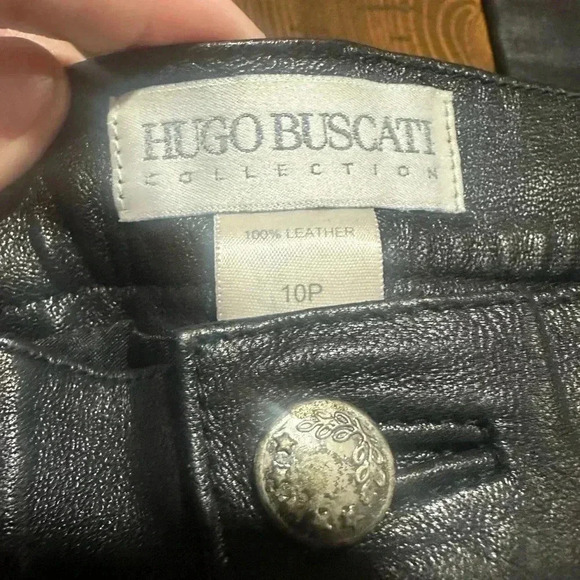 HUGO BUSCATI
COLLECTION
100% LEATHER
10P